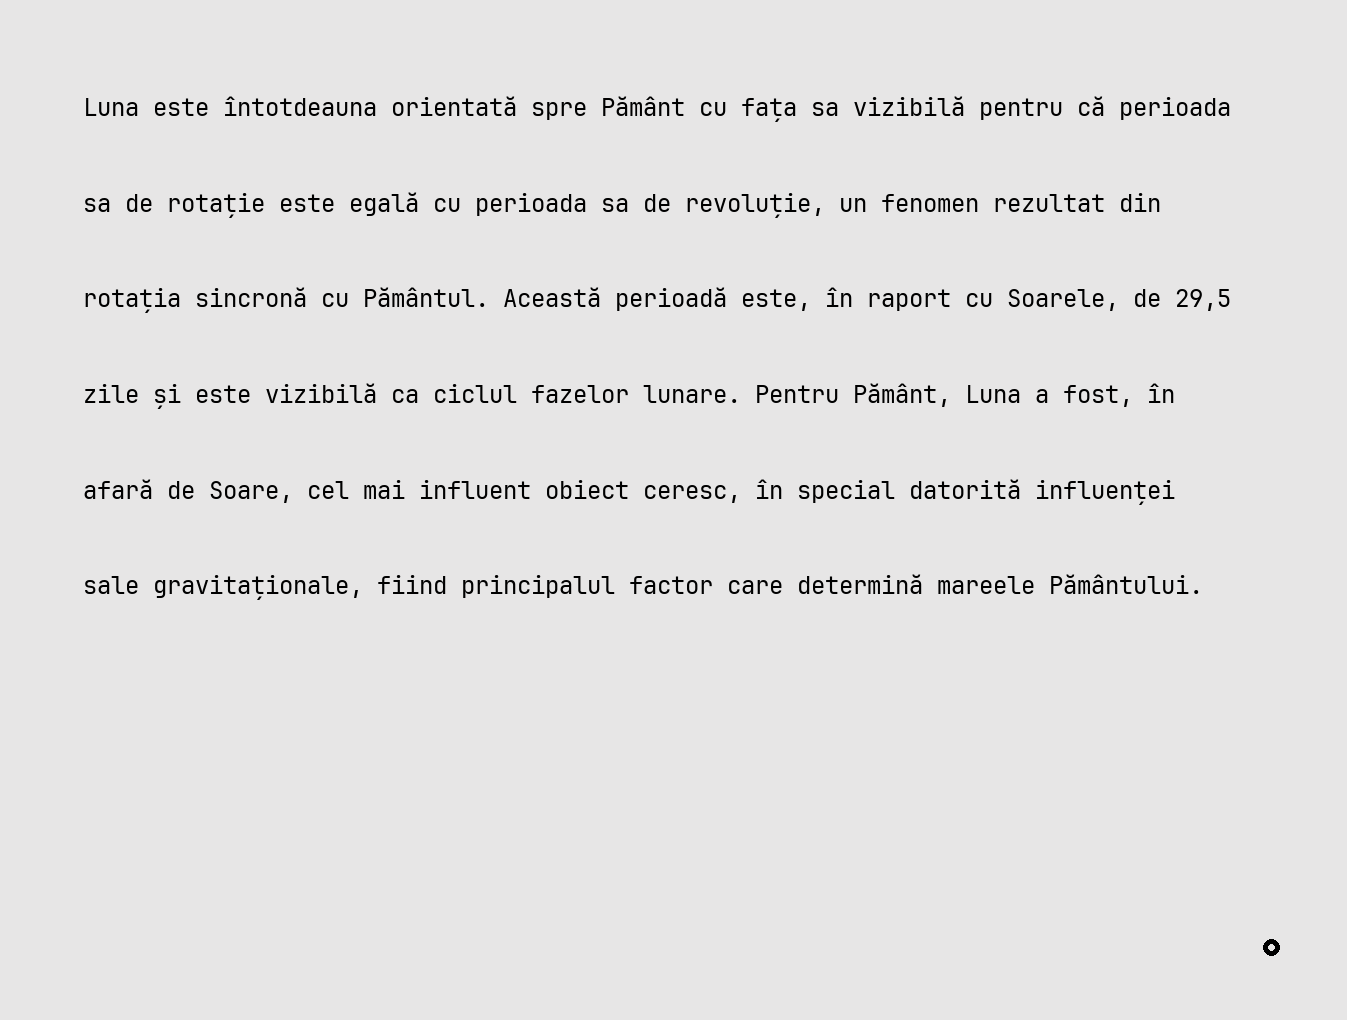 Luna este întotdeauna orientată spre Pământ cu fața sa vizibilă pentru că perioada
sa de rotație este egală cu perioada sa de revoluție, un fenomen rezultat din
rotația sincronă cu Pământul. Această perioadă este, în raport cu Soarele, de 29,5
zile și este vizibilă ca ciclul fazelor lunare. Pentru Pământ, Luna a fost, în
afară de Soare, cel mai influent obiect ceresc, în special datorită influenței
sale gravitaționale, fiind principalul factor care determină mareele Pământului.